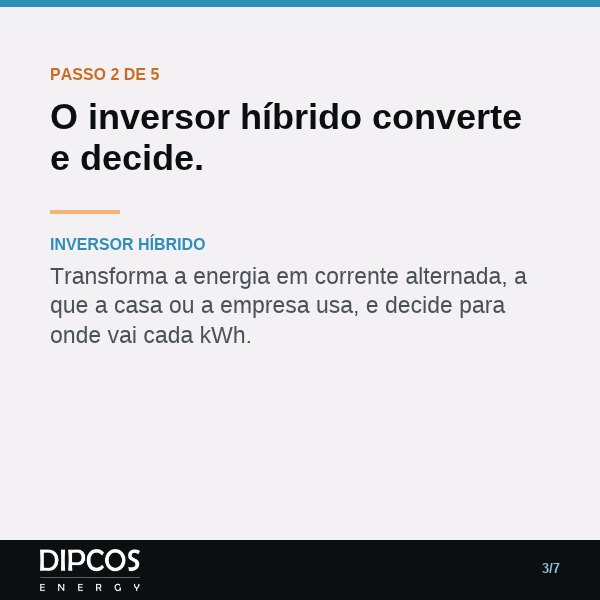 PASSO 2 DE 5
O inversor híbrido converte
e decide.
INVERSOR HÍBRIDO
Transforma a energia em corrente alternada, a
que a casa ou a empresa usa, e decide para
onde vai cada kWh.
DIPCOS
ENERGY
3/7